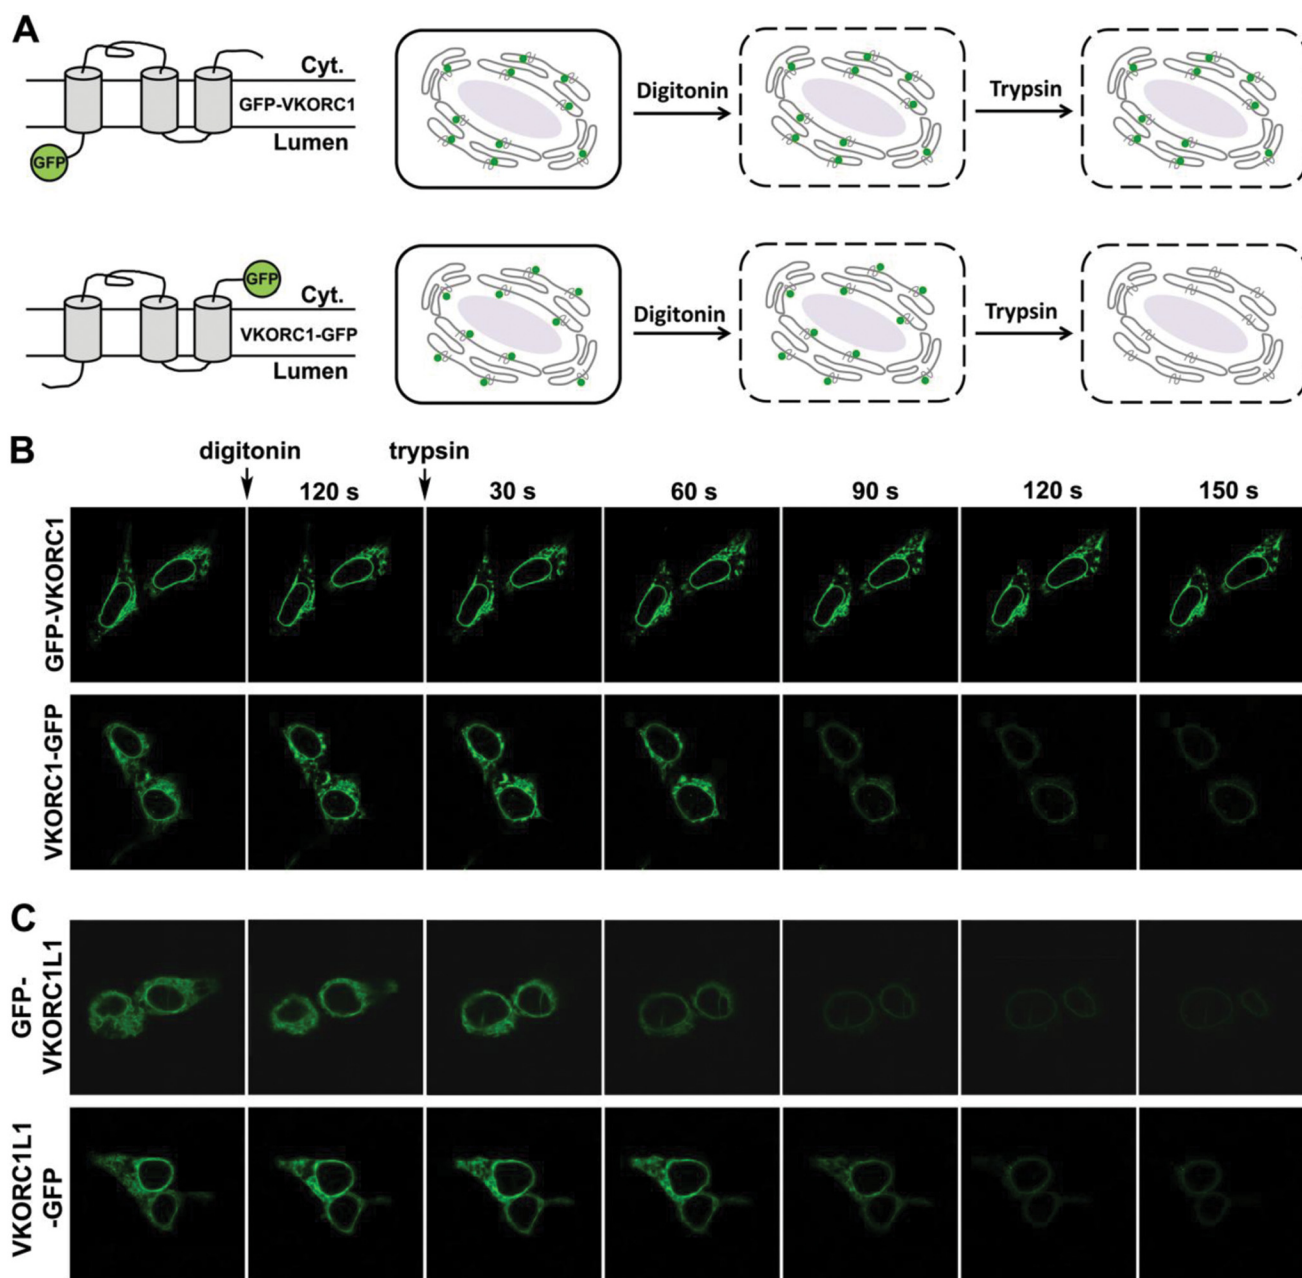 A
Cyt.
GFP-VKORC1
Lumen
GFP
Digitonin
Trypsin
GFP
Cyt.
VKORC1-GFP
Lumen
Digitonin
Trypsin
B
digitonin
trypsin
120 s
30 s
60 s
90 s
120 s
150 s
GFP-VKORC1
VKORC1-GFP
C
GFP-
VKORC1L1
VKORC1L1
-GFP